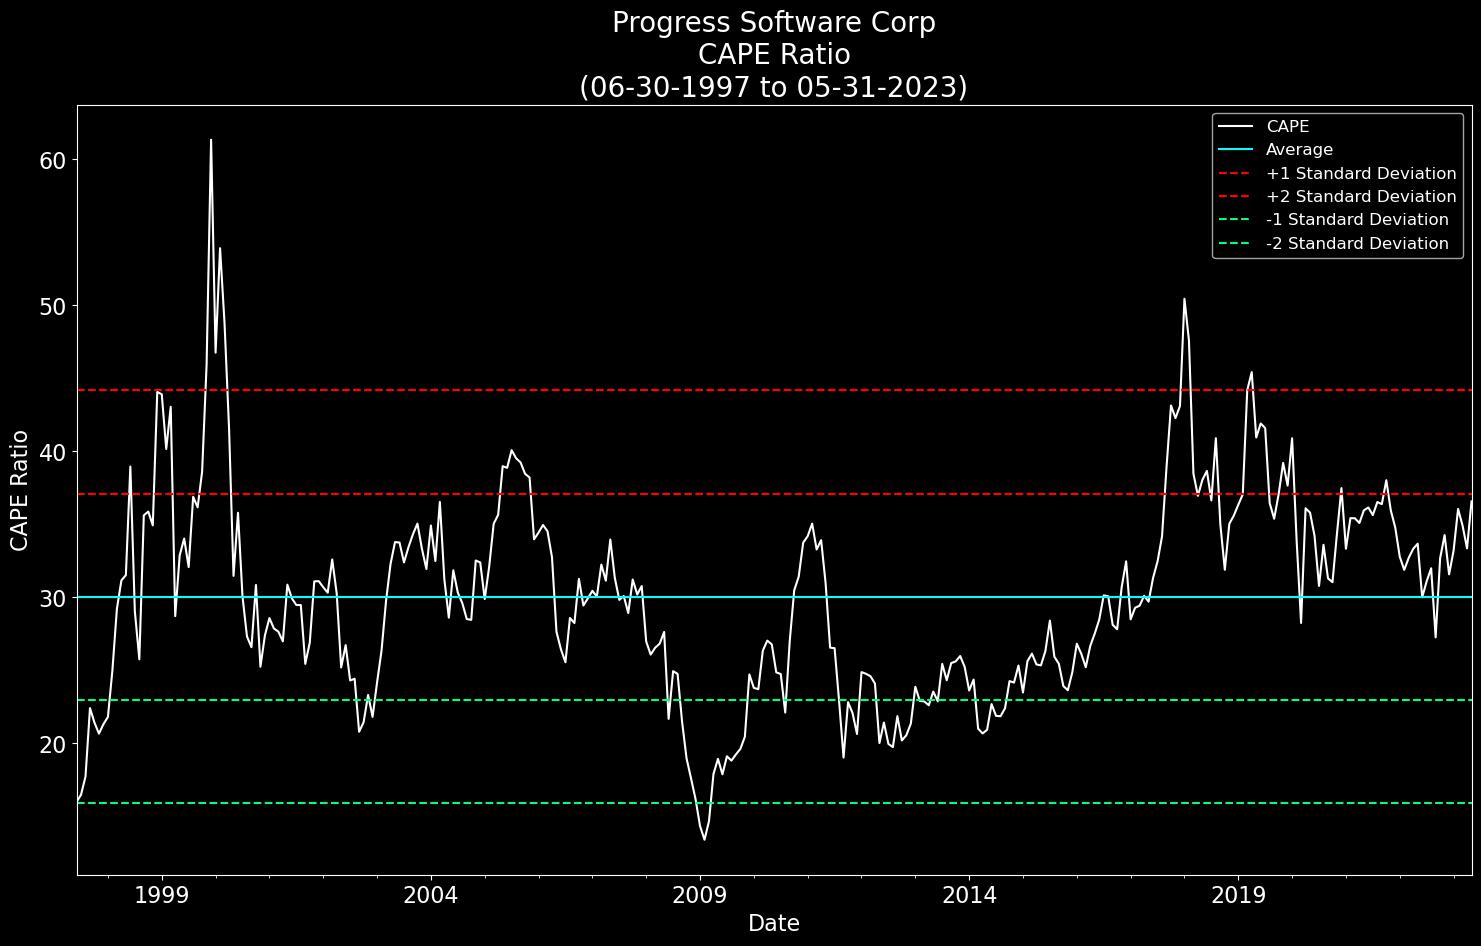 Progress Software Corp
CAPE Ratio
(06-30-1997 to 05-31-2023)
CAPE
Average
+1 Standard Deviation
+2 Standard Deviation
-1 Standard Deviation
-2 Standard Deviation
CAPE Ratio
60
50
40
30
20
1999 2004 2009 2014 2019
Date